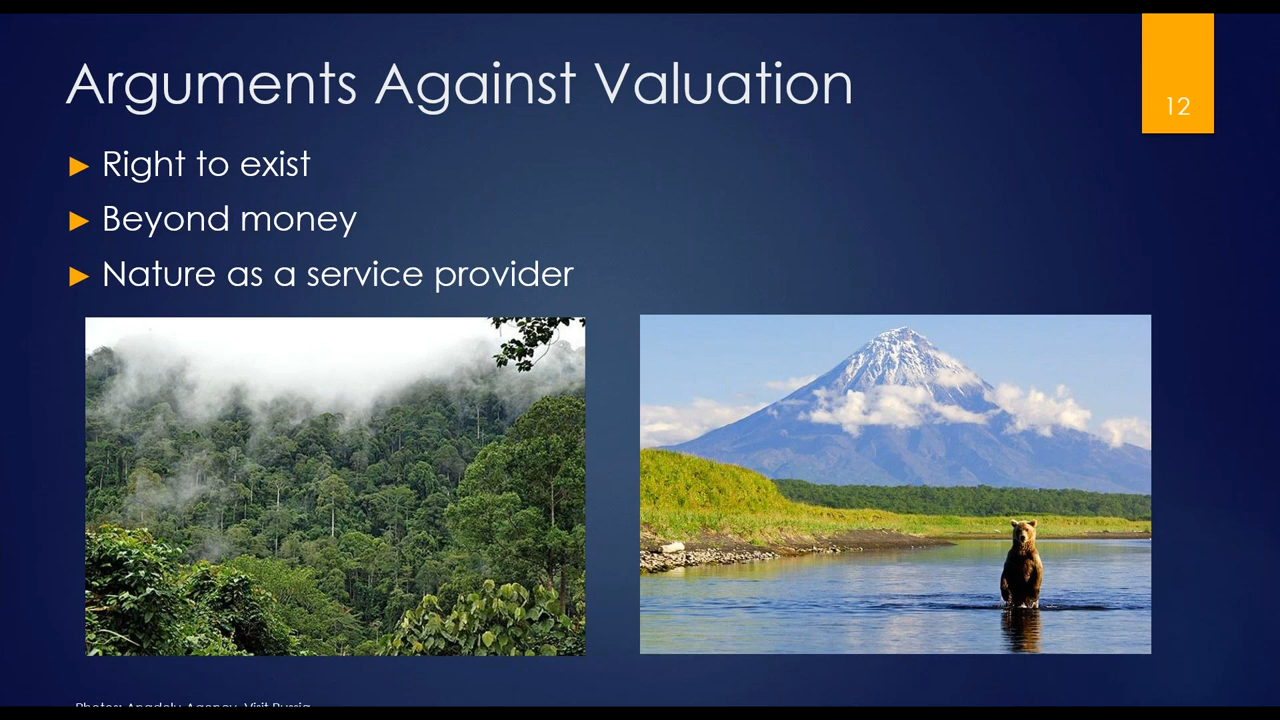 Arguments Against Valuation
12
Right to exist
Beyond money
Nature as a service provider
Photos: Anadolu Agency, Visit Russia